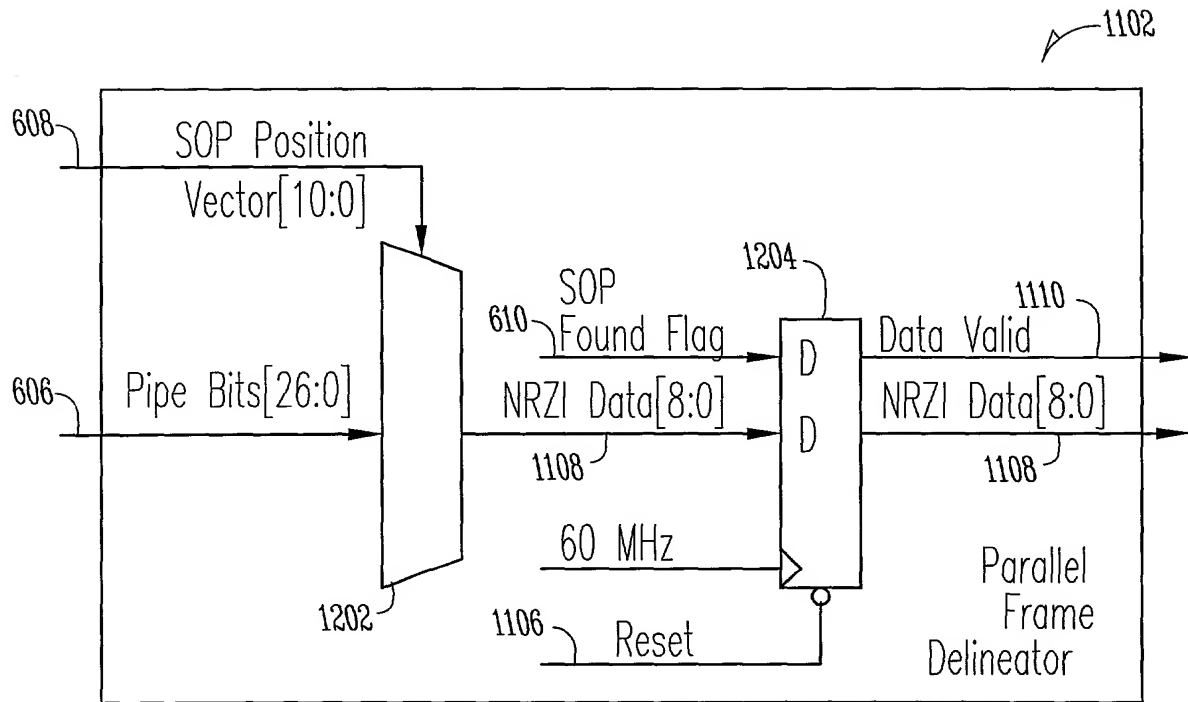 1102
608
SOP Position
Vector[10:0]
1204
SOP
610
Found Flag
Data Valid
1110
606
Pipe Bits[26:0]
NRZI Data[8:0]
NRZI Data[8:0]
D
D
1108
1108
60 MHz
1202
1106
Reset
Parallel
Frame
Delineator